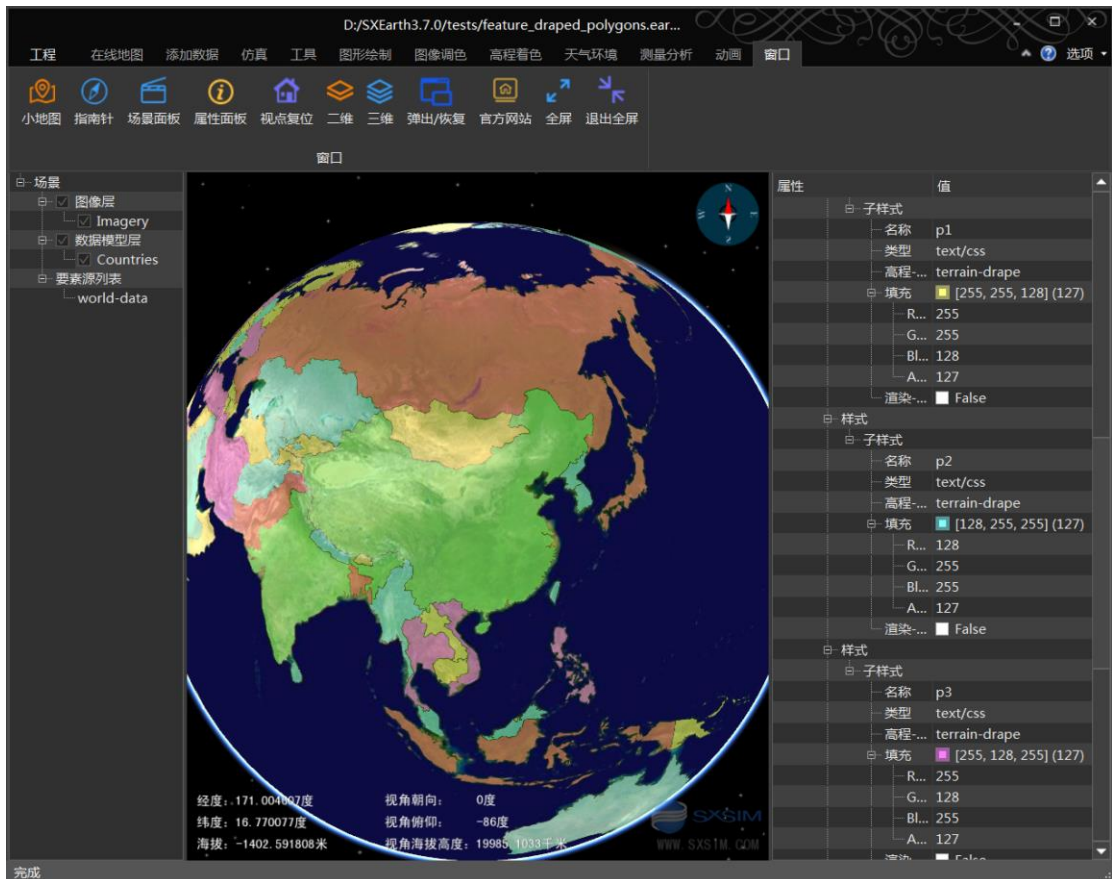 D:/SXEarth3.7.0/tests/feature_draped_polygons.ear...
工程 在线地图 添加数据 仿真 工具 图形绘制 图像调色 高程着色 天气环境 测量分析 动画 窗口 选项
小地图 指南针 场景面板 属性面板 视点复位 二维 三维 弹出/恢复 官方网站 全屏 退出全屏
窗口
场景
图像层
Imagery
数据模型层
Countries
要素源列表
world-data
N
W E
S
经度: 171.004607度 视角朝向: 0度
纬度: 16.770077度 视角俯仰: -86度
海拔: -1402.591808米 视角海拔高度: 19985.1033千米
SXSIM
WWW.SXSIM.COM
属性 值
子样式
名称 p1
类型 text/css
高程-... terrain-drape
填充 [255, 255, 128] (127)
R... 255
G... 255
Bl... 128
A... 127
渲染-... False
样式
子样式
名称 p2
类型 text/css
高程-... terrain-drape
填充 [128, 255, 255] (127)
R... 128
G... 255
Bl... 255
A... 127
渲染-... False
样式
子样式
名称 p3
类型 text/css
高程-... terrain-drape
填充 [255, 128, 255] (127)
R... 255
G... 128
Bl... 255
A... 127
渲染-... False
完成